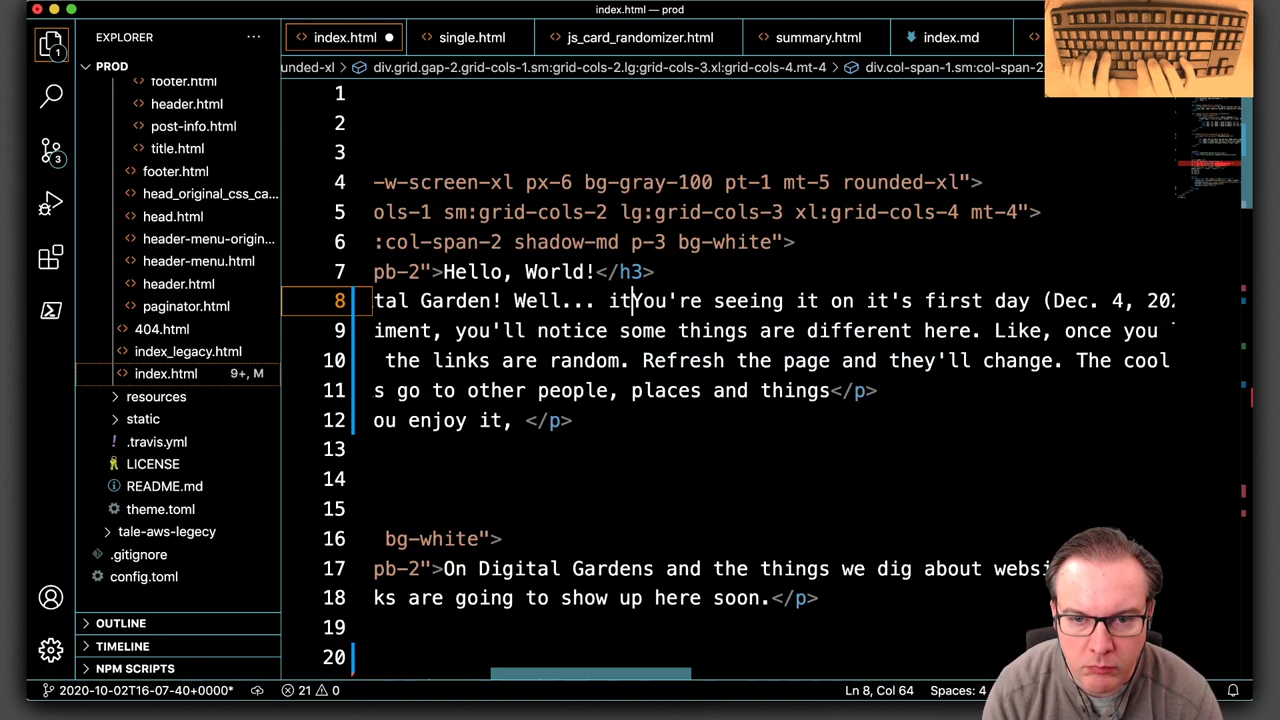 index.html — prod
EXPLORER
index.html
single.html
js_card_randomizer.html
summary.html
index.md
unded-xl > div.grid.gap-2.grid-cols-1.sm:grid-cols-2.lg:grid-cols-3.xl:grid-cols-4.mt-4 > div.col-span-1.sm:col-span-2.
PROD
footer.html
header.html
post-info.html
title.html
footer.html
head_original_css_ca...
head.html
header-menu-origin...
header-menu.html
header.html
paginator.html
404.html
index_legacy.html
index.html 9+, M
resources
static
.travis.yml
LICENSE
README.md
theme.toml
tale-aws-legacy
.gitignore
config.toml
OUTLINE
TIMELINE
NPM SCRIPTS
1
3
1
2
3
4 -w-screen-xl px-6 bg-gray-100 pt-1 mt-5 rounded-xl">
5 ols-1 sm:grid-cols-2 lg:grid-cols-3 xl:grid-cols-4 mt-4">
6 :col-span-2 shadow-md p-3 bg-white">
7 pb-2">Hello, World!</h3>
8 tal Garden! Well... itYou're seeing it on it's first day (Dec. 4, 202
9 iment, you'll notice some things are different here. Like, once you
10 the links are random. Refresh the page and they'll change. The cool
11 s go to other people, places and things</p>
12 ou enjoy it, </p>
13
14
15
16 bg-white">
17 pb-2">On Digital Gardens and the things we dig about websi
18 ks are going to show up here soon.</p>
19
20
2020-10-02T16-07-40+0000*
21
0
Ln 8, Col 64
Spaces: 4